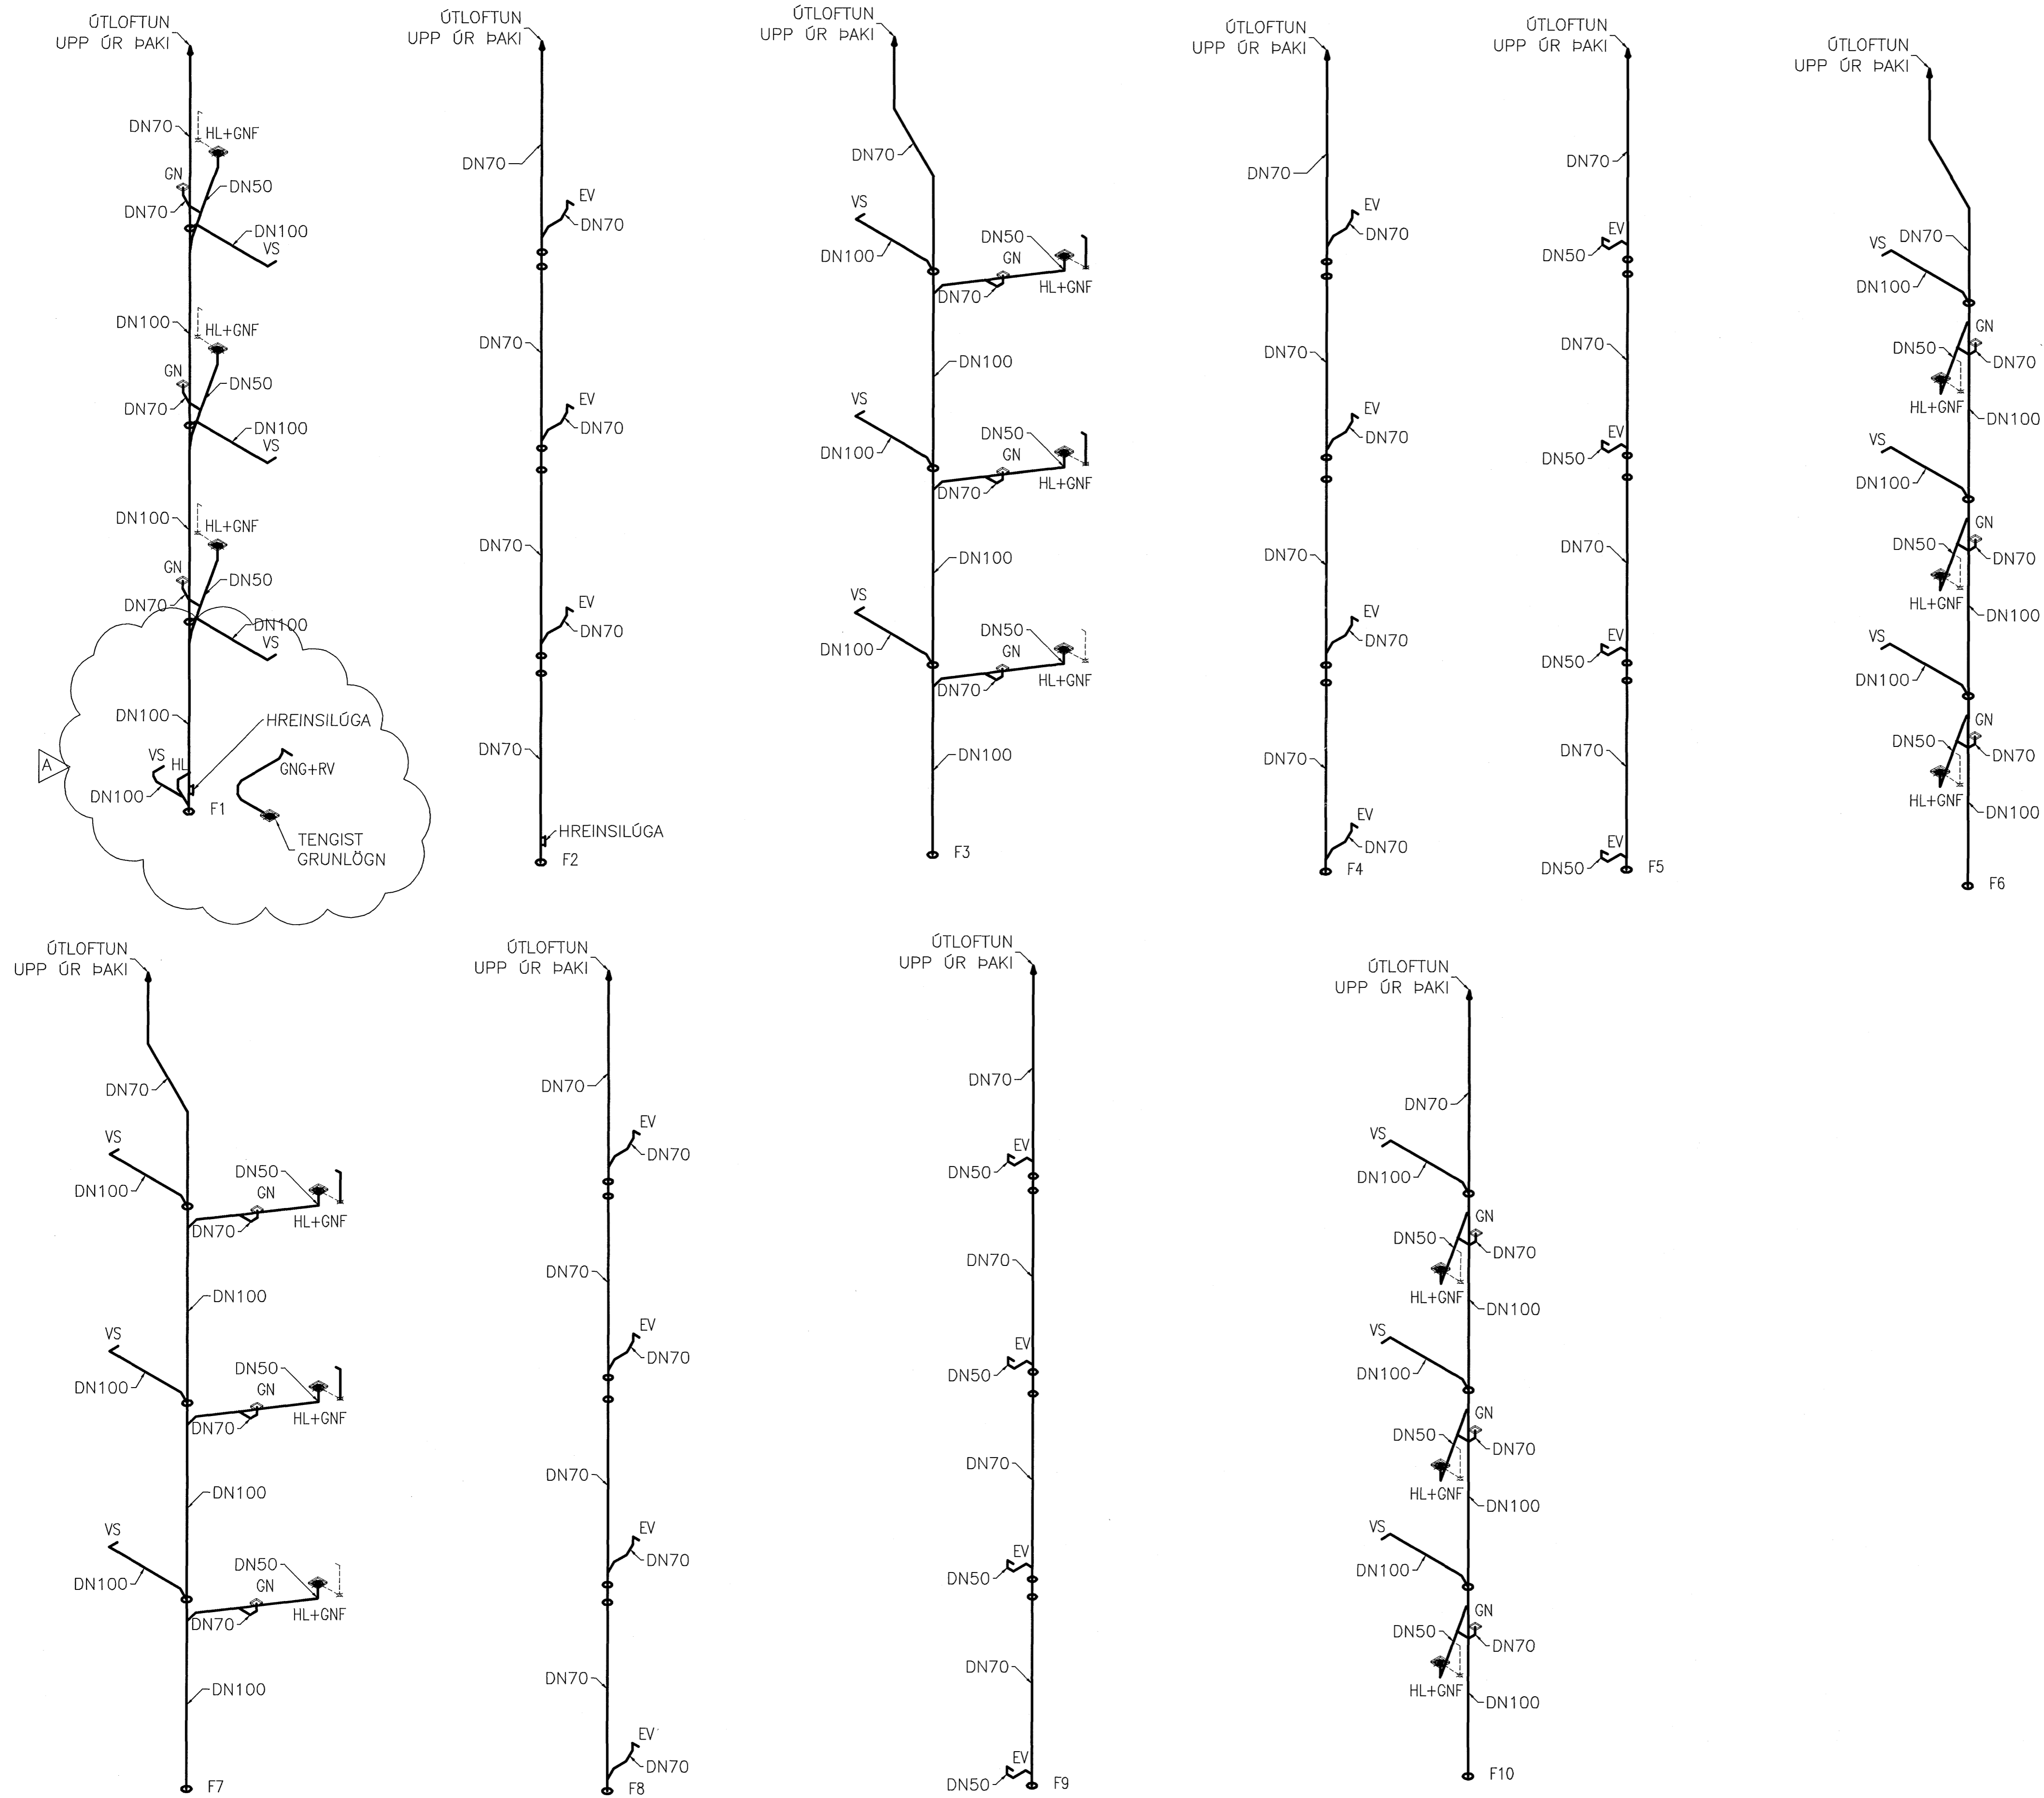 ÚTLOFTUN
UPP ÚR ÞAKI
DN70
HL+GNF
GN
DN50
DN70
DN100
VS
DN100
HL+GNF
GN
DN50
DN70
DN100
VS
DN100
HL+GNF
GN
DN50
DN70
DN100
VS
DN100
HREINSILÚGA
A
VS
HL
GNG+RV
DN100
F1
TENGIST
GRUNLÖGN
ÚTLOFTUN
UPP ÚR ÞAKI
DN70
EV
DN70
DN70
EV
DN70
DN70
EV
DN70
DN70
HREINSILÚGA
F2
ÚTLOFTUN
UPP ÚR ÞAKI
DN70
VS
DN50
GN
DN100
HL+GNF
DN70
DN100
VS
DN50
GN
DN100
HL+GNF
DN70
DN100
VS
DN50
GN
DN100
HL+GNF
DN70
DN100
F3
ÚTLOFTUN
UPP ÚR ÞAKI
DN70
EV
DN70
DN70
EV
DN70
DN70
EV
DN70
DN70
EV
DN70
F4
ÚTLOFTUN
UPP ÚR ÞAKI
DN70
EV
DN50
DN70
EV
DN50
DN70
EV
DN50
DN70
EV
DN50
F5
ÚTLOFTUN
UPP ÚR ÞAKI
DN70
VS
DN100
GN
DN50
DN70
HL+GNF
DN100
VS
DN100
GN
DN50
DN70
HL+GNF
DN100
VS
DN100
GN
DN50
DN70
HL+GNF
DN100
F6
ÚTLOFTUN
UPP ÚR ÞAKI
DN70
VS
DN50
GN
DN100
HL+GNF
DN70
DN100
VS
DN50
GN
DN100
HL+GNF
DN70
DN100
VS
DN50
GN
DN100
HL+GNF
DN70
DN100
F7
ÚTLOFTUN
UPP ÚR ÞAKI
DN70
EV
DN70
DN70
EV
DN70
DN70
EV
DN70
DN70
EV
DN70
F8
ÚTLOFTUN
UPP ÚR ÞAKI
DN70
EV
DN50
DN70
EV
DN50
DN70
EV
DN50
DN70
EV
DN50
F9
ÚTLOFTUN
UPP ÚR ÞAKI
DN70
VS
DN100
GN
DN50
DN70
HL+GNF
DN100
VS
DN100
GN
DN50
DN70
HL+GNF
DN100
VS
DN100
GN
DN50
DN70
HL+GNF
DN100
F10